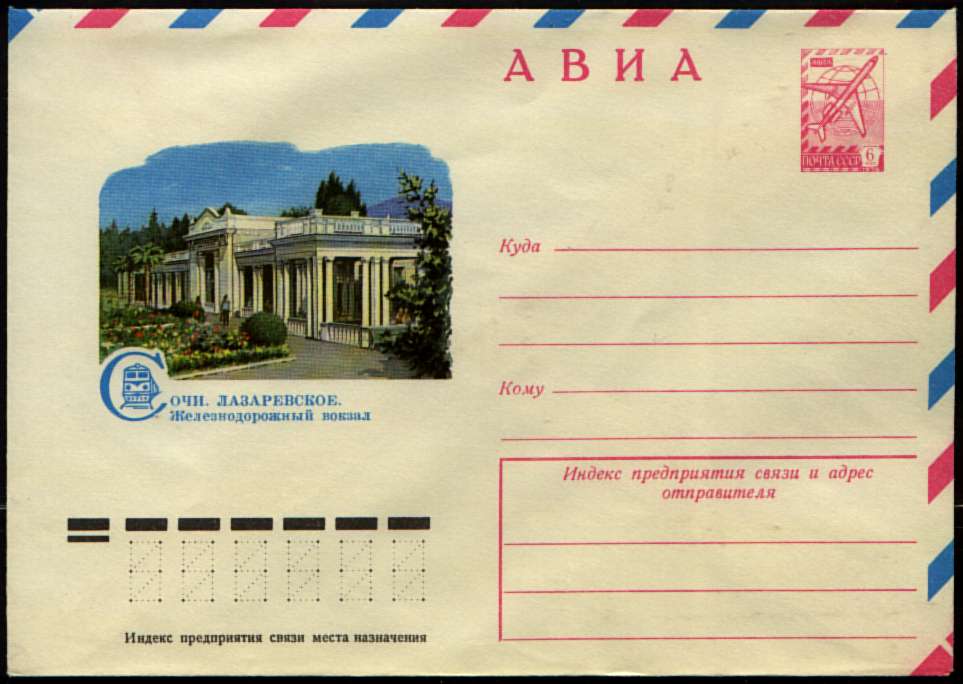 АВИА
АВИА
ПОЧТА СССР 6
Куда
Сочи. ЛАЗАРЕВСКОЕ.
Железнодорожный вокзал
Кому
Индекс предприятия связи и адрес
отправителя
Индекс предприятия связи места назначения